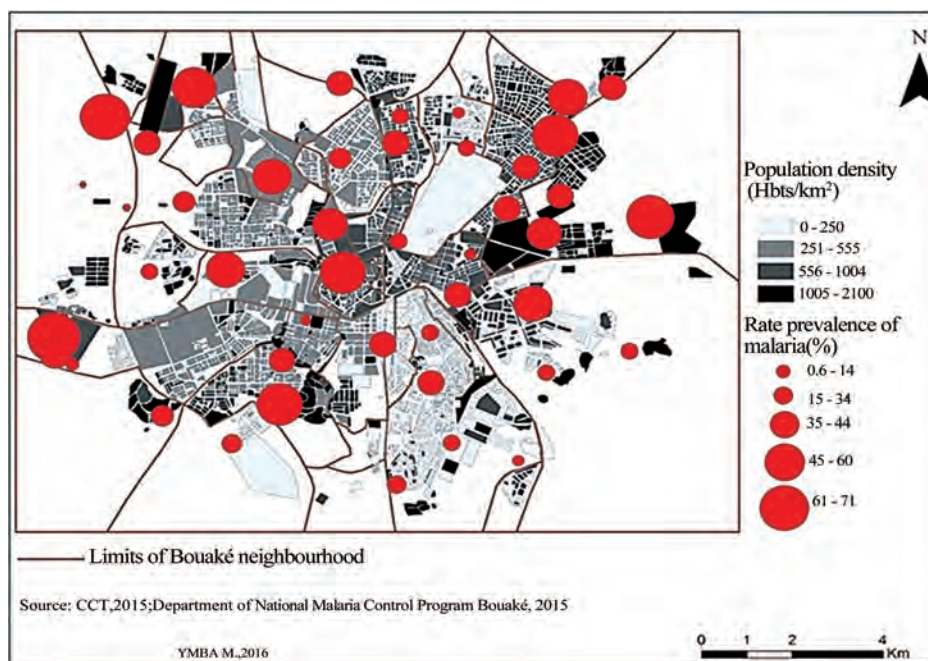 N
Population density
(Hbts/km²)
0 - 250
251 - 555
556 - 1004
1005 - 2100
Rate prevalence of
malaria(%)
0.6 - 14
15 - 34
35 - 44
45 - 60
61 - 71
Limits of Bouaké neighbourhood
Source: CCT,2015;Department of National Malaria Control Program Bouaké, 2015
YMBA M.,2016
0 1 2 4
Km